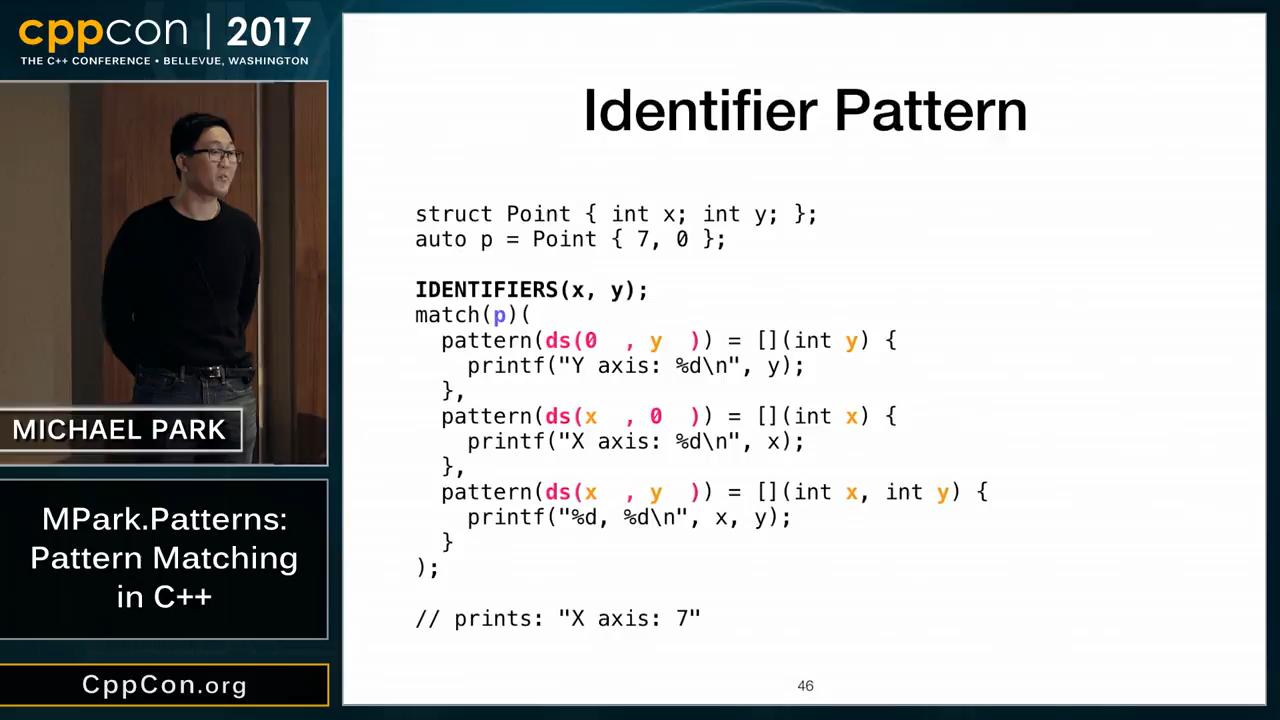 cppcon | 2017
THE C++ CONFERENCE • BELLEVUE, WASHINGTON
MICHAEL PARK
MPark.Patterns:
Pattern Matching
in C++
CppCon.org
Identifier Pattern
struct Point { int x; int y; };
auto p = Point { 7, 0 };
IDENTIFIERS(x, y);
match(p)(
  pattern(ds(0  , y  )) = [](int y) {
    printf("Y axis: %d\n", y);
  },
  pattern(ds(x  , 0  )) = [](int x) {
    printf("X axis: %d\n", x);
  },
  pattern(ds(x  , y  )) = [](int x, int y) {
    printf("%d, %d\n", x, y);
  }
);
// prints: "X axis: 7"
46